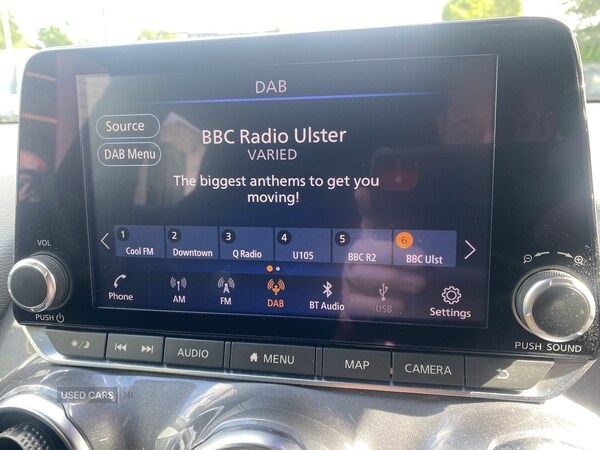 DAB
Source
DAB Menu
BBC Radio Ulster
VARIED
The biggest anthems to get you
moving!
1 Cool FM
2 Downtown
3 Q Radio
4 U105
5 BBC R2
6 BBC Ulst
Phone
AM
FM
DAB
BT Audio
USB
Settings
VOL
PUSH
PUSH SOUND
AUDIO
MENU
MAP
CAMERA
USED CARS NI